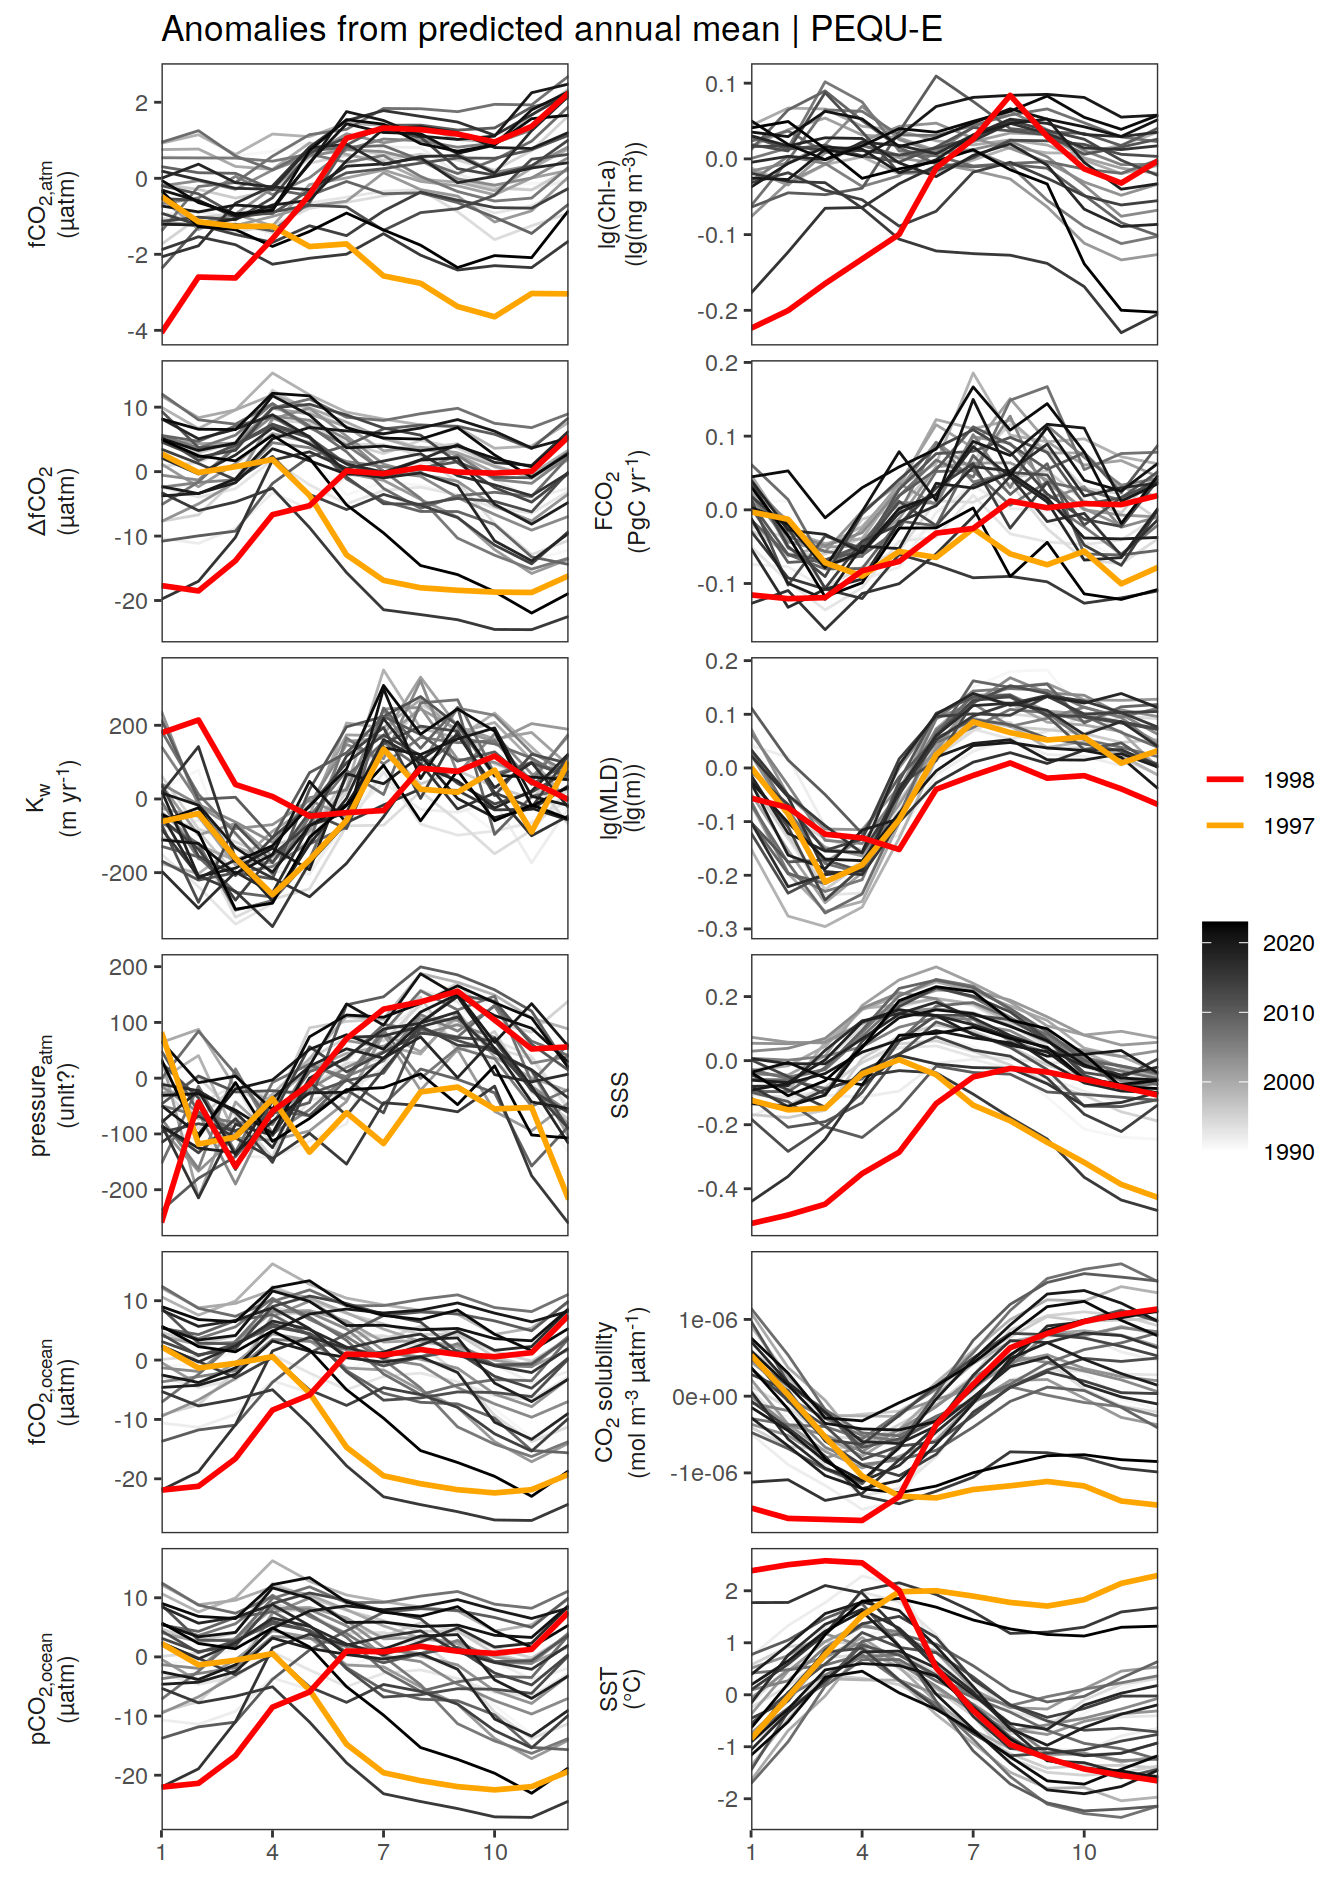 Anomalies from predicted annual mean | PEQU-E
fCO2,atm
(µatm)
2
0
-2
-4
lg(Chl-a)
(lg(mg m-3))
0.1
0.0
-0.1
-0.2
ΔfCO2
(µatm)
10
0
-10
-20
FCO2
(PgC yr-1)
0.2
0.1
0.0
-0.1
Kw
(m yr-1)
200
0
-200
lg(MLD)
(lg(m))
0.2
0.1
0.0
-0.1
-0.2
-0.3
1998
1997
pressureatm
(unit?)
200
100
0
-100
-200
SSS
0.2
0.0
-0.2
-0.4
2020
2010
2000
1990
fCO2,ocean
(µatm)
10
0
-10
-20
CO2 solubility
(mol m-3 µatm-1)
1e-06
0e+00
-1e-06
pCO2,ocean
(µatm)
10
0
-10
-20
SST
(°C)
2
1
0
-1
-2
1 4 7 10
1 4 7 10